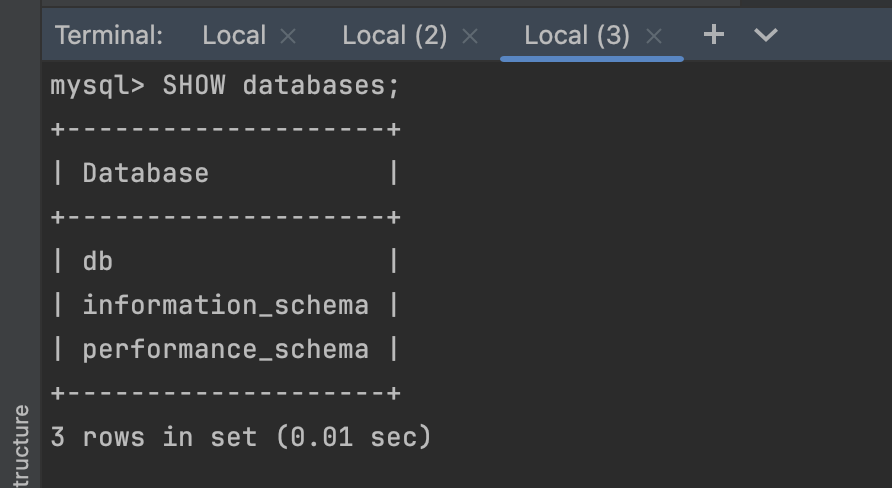 Terminal: Local × Local (2) × Local (3) × +
mysql> SHOW databases;
+--------------------+
| Database           |
+--------------------+
| db                 |
| information_schema |
| performance_schema |
+--------------------+
3 rows in set (0.01 sec)
tructure